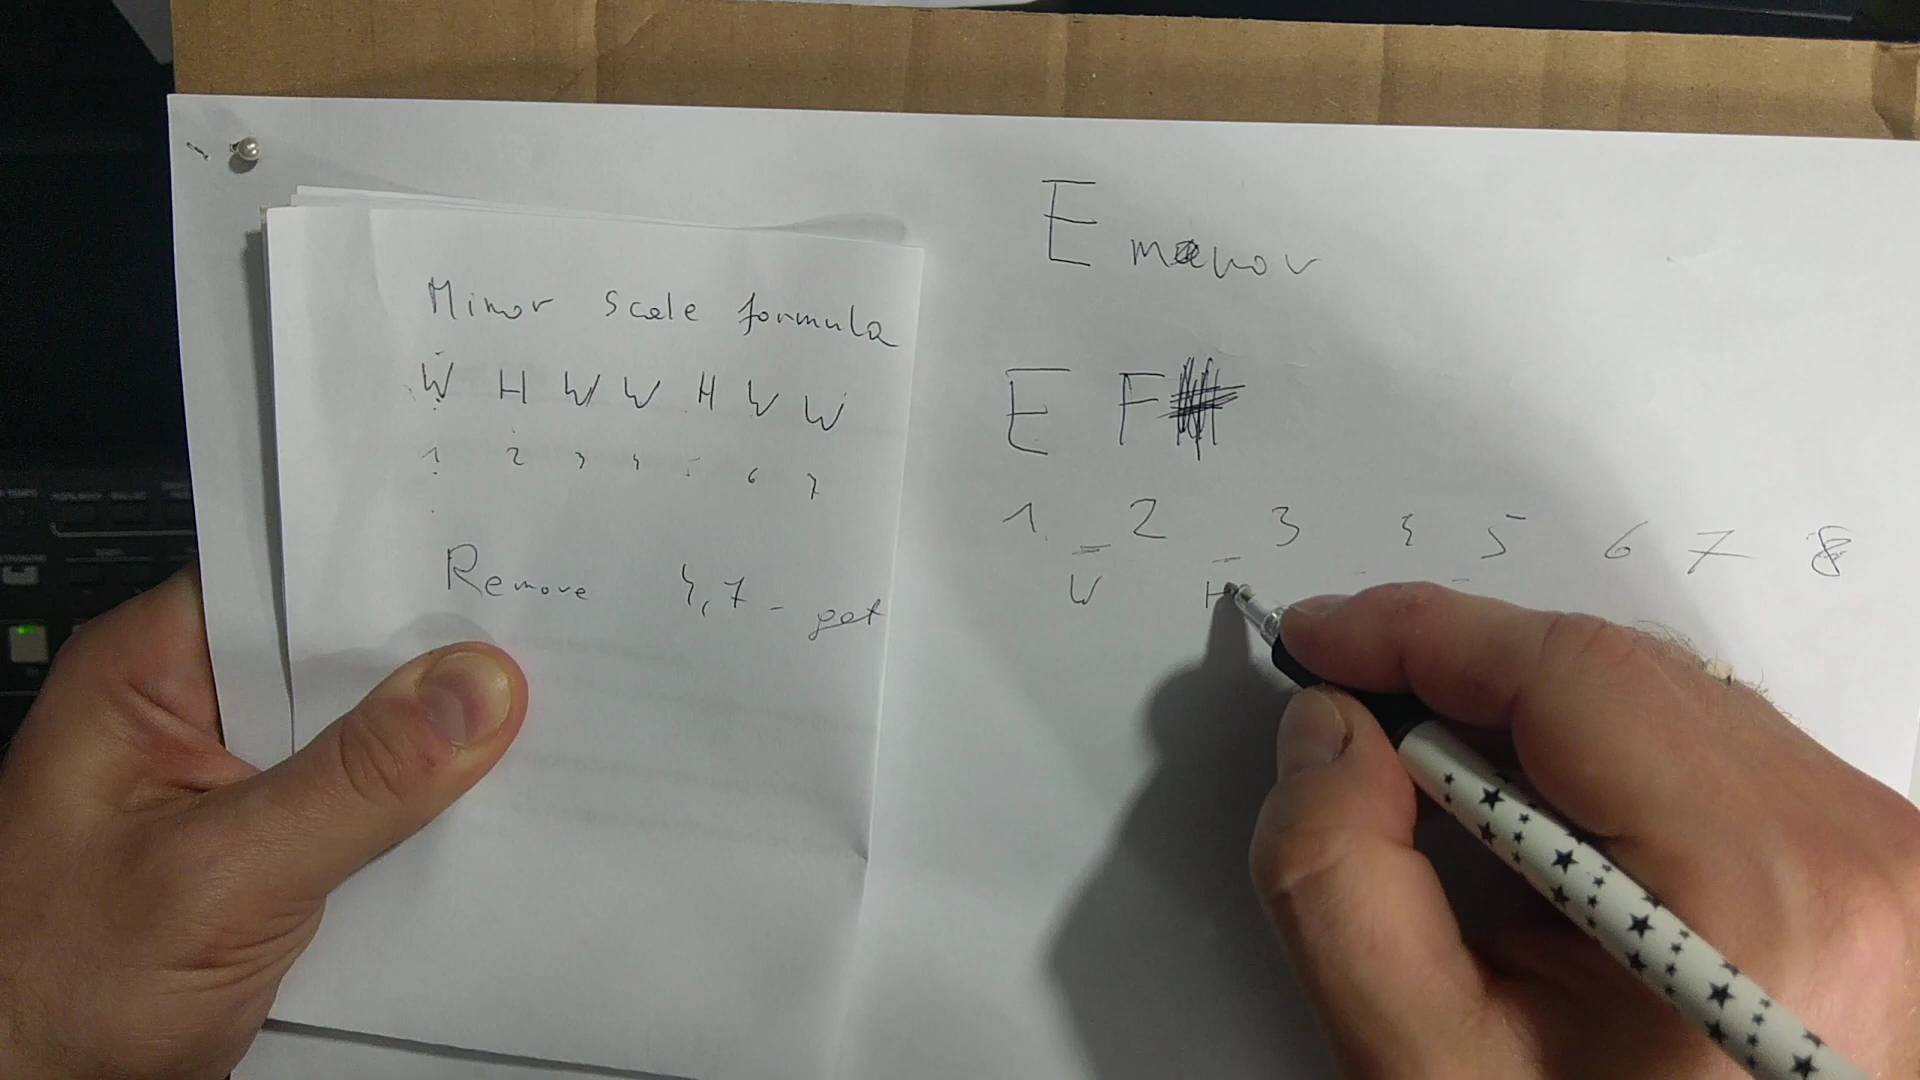 Minor scale formula
W H W W H W W
1 2 3 4 5 6 7
Remove 4,7 - get
E minor
E F#
1 2 3 4 5 6 7 8
W H